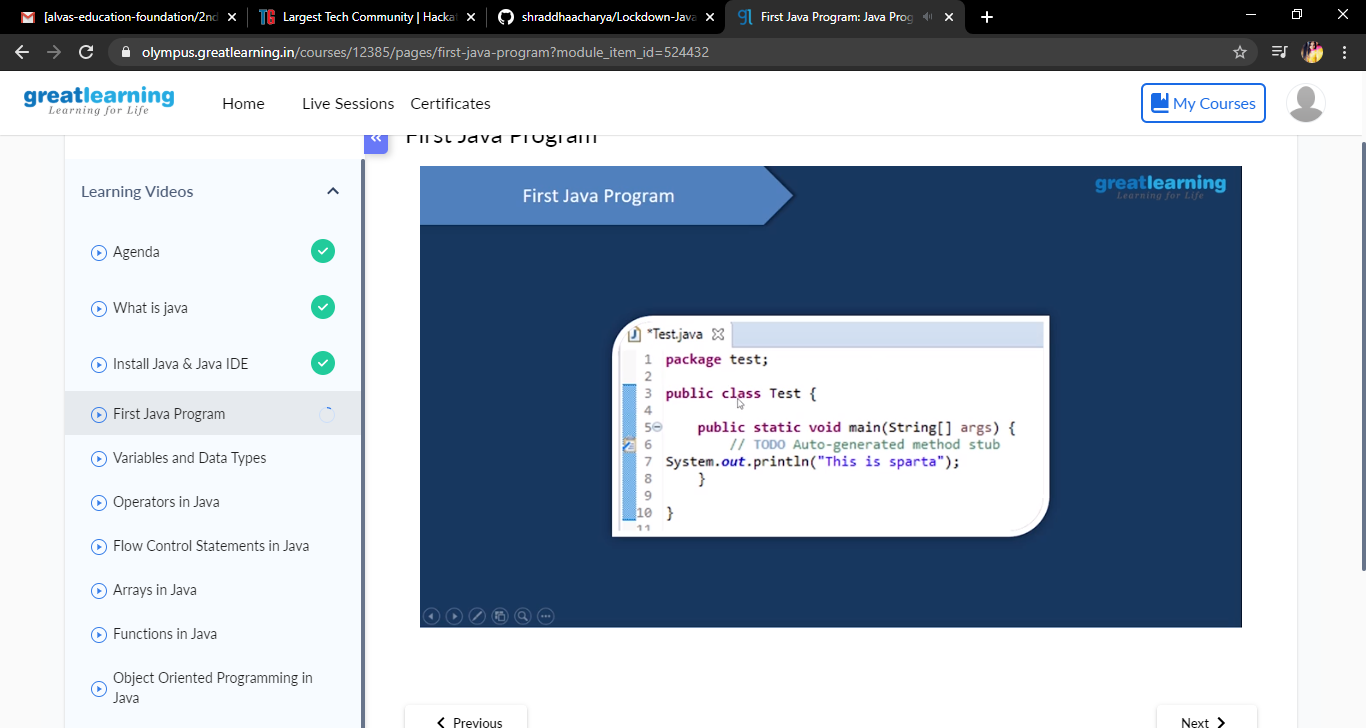 [alvas-education-foundation/2nd
Largest Tech Community | Hacka
shraddhaacharya/Lockdown-Java
First Java Program: Java Prog
olympus.greatlearning.in/courses/12385/pages/first-java-program?module_item_id=524432
greatlearning
Learning for Life
Home
Live Sessions
Certificates
My Courses
First Java Program
Learning Videos
Agenda
What is java
Install Java & Java IDE
First Java Program
Variables and Data Types
Operators in Java
Flow Control Statements in Java
Arrays in Java
Functions in Java
Object Oriented Programming in
Java
First Java Program
greatlearning
Learning for Life
*Test.java
1 package test;
2
3 public class Test {
4
5 public static void main(String[] args) {
6 // TODO Auto-generated method stub
7 System.out.println("This is sparta");
8 }
9
10 }
11
Previous
Next